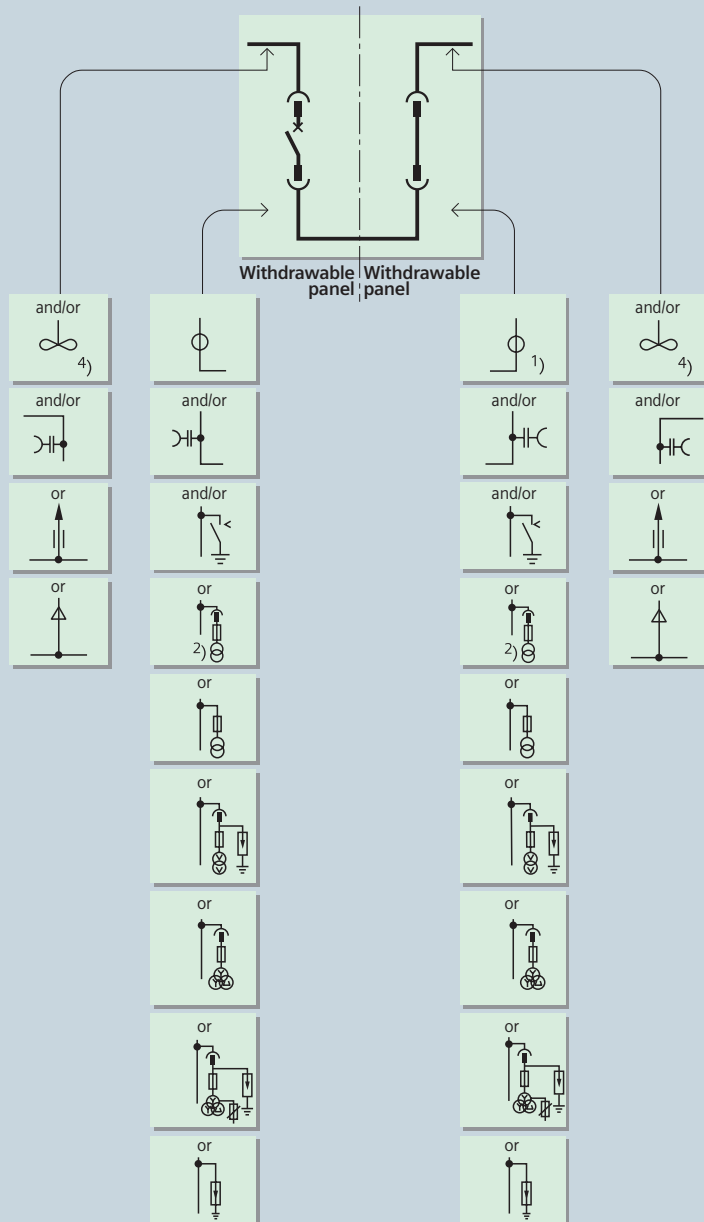 Withdrawable Withdrawable
panel panel
and/or
4)
1)
and/or
4)
and/or
and/or
and/or
and/or
or
and/or
and/or
or
or
or
2)
or
2)
or
or
or
or
or
or
or
or
or
or
or